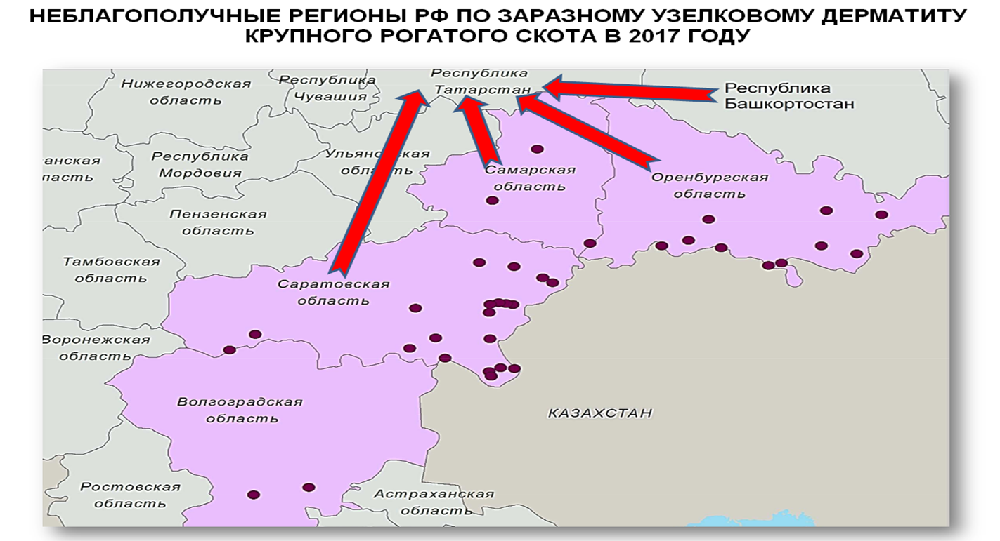 НЕБЛАГОПОЛУЧНЫЕ РЕГИОНЫ РФ ПО ЗАРАЗНОМУ УЗЕЛКОВОМУ ДЕРМАТИТУ
КРУПНОГО РОГАТОГО СКОТА В 2017 ГОДУ
Нижегородская
область
Республика
Чувашия
Республика
Татарстан
Республика
Башкортостан
анская
ласть
Республика
Мордовия
Ульяновская
область
Самарская
область
Оренбургская
область
Пензенская
область
Тамбовская
область
Саратовская
область
Воронежская
область
Волгоградская
область
КАЗАХСТАН
Ростовская
область
Астраханская
область